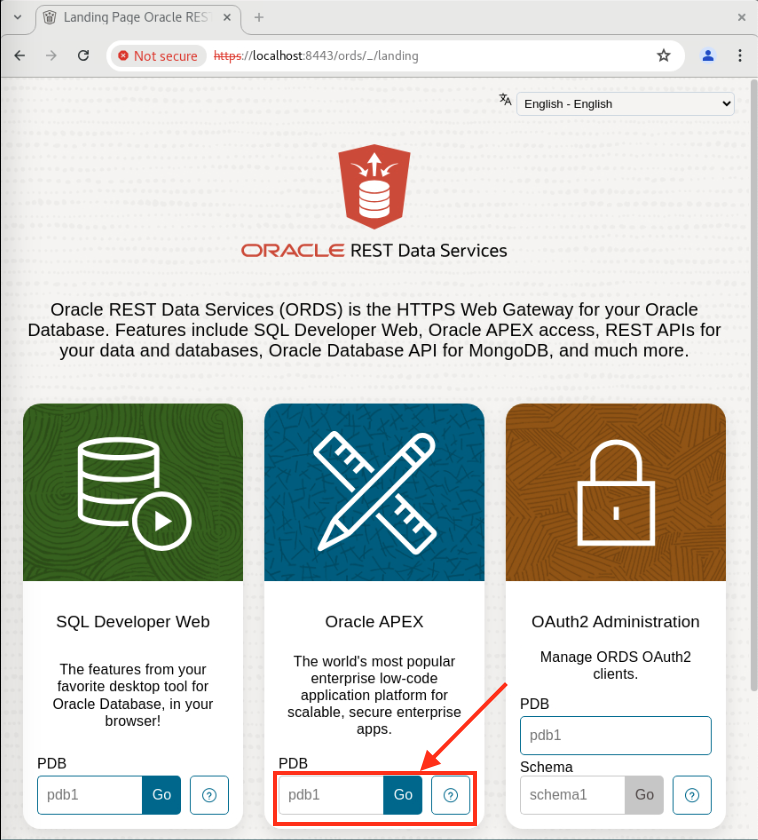 Landing Page Oracle RES
Not secure
https://localhost:8443/ords/_/landing
English - English
ORACLE REST Data Services
Oracle REST Data Services (ORDS) is the HTTPS Web Gateway for your Oracle
Database. Features include SQL Developer Web, Oracle APEX access, REST APIs for
your data and databases, Oracle Database API for MongoDB, and much more.
SQL Developer Web
The features from your
favorite desktop tool for
Oracle Database, in your
browser!
PDB
pdb1
Go
?
Oracle APEX
The world's most popular
enterprise low-code
application platform for
scalable, secure enterprise
apps.
PDB
pdb1
Go
?
OAuth2 Administration
Manage ORDS OAuth2
clients.
PDB
pdb1
Schema
schema1
Go
?